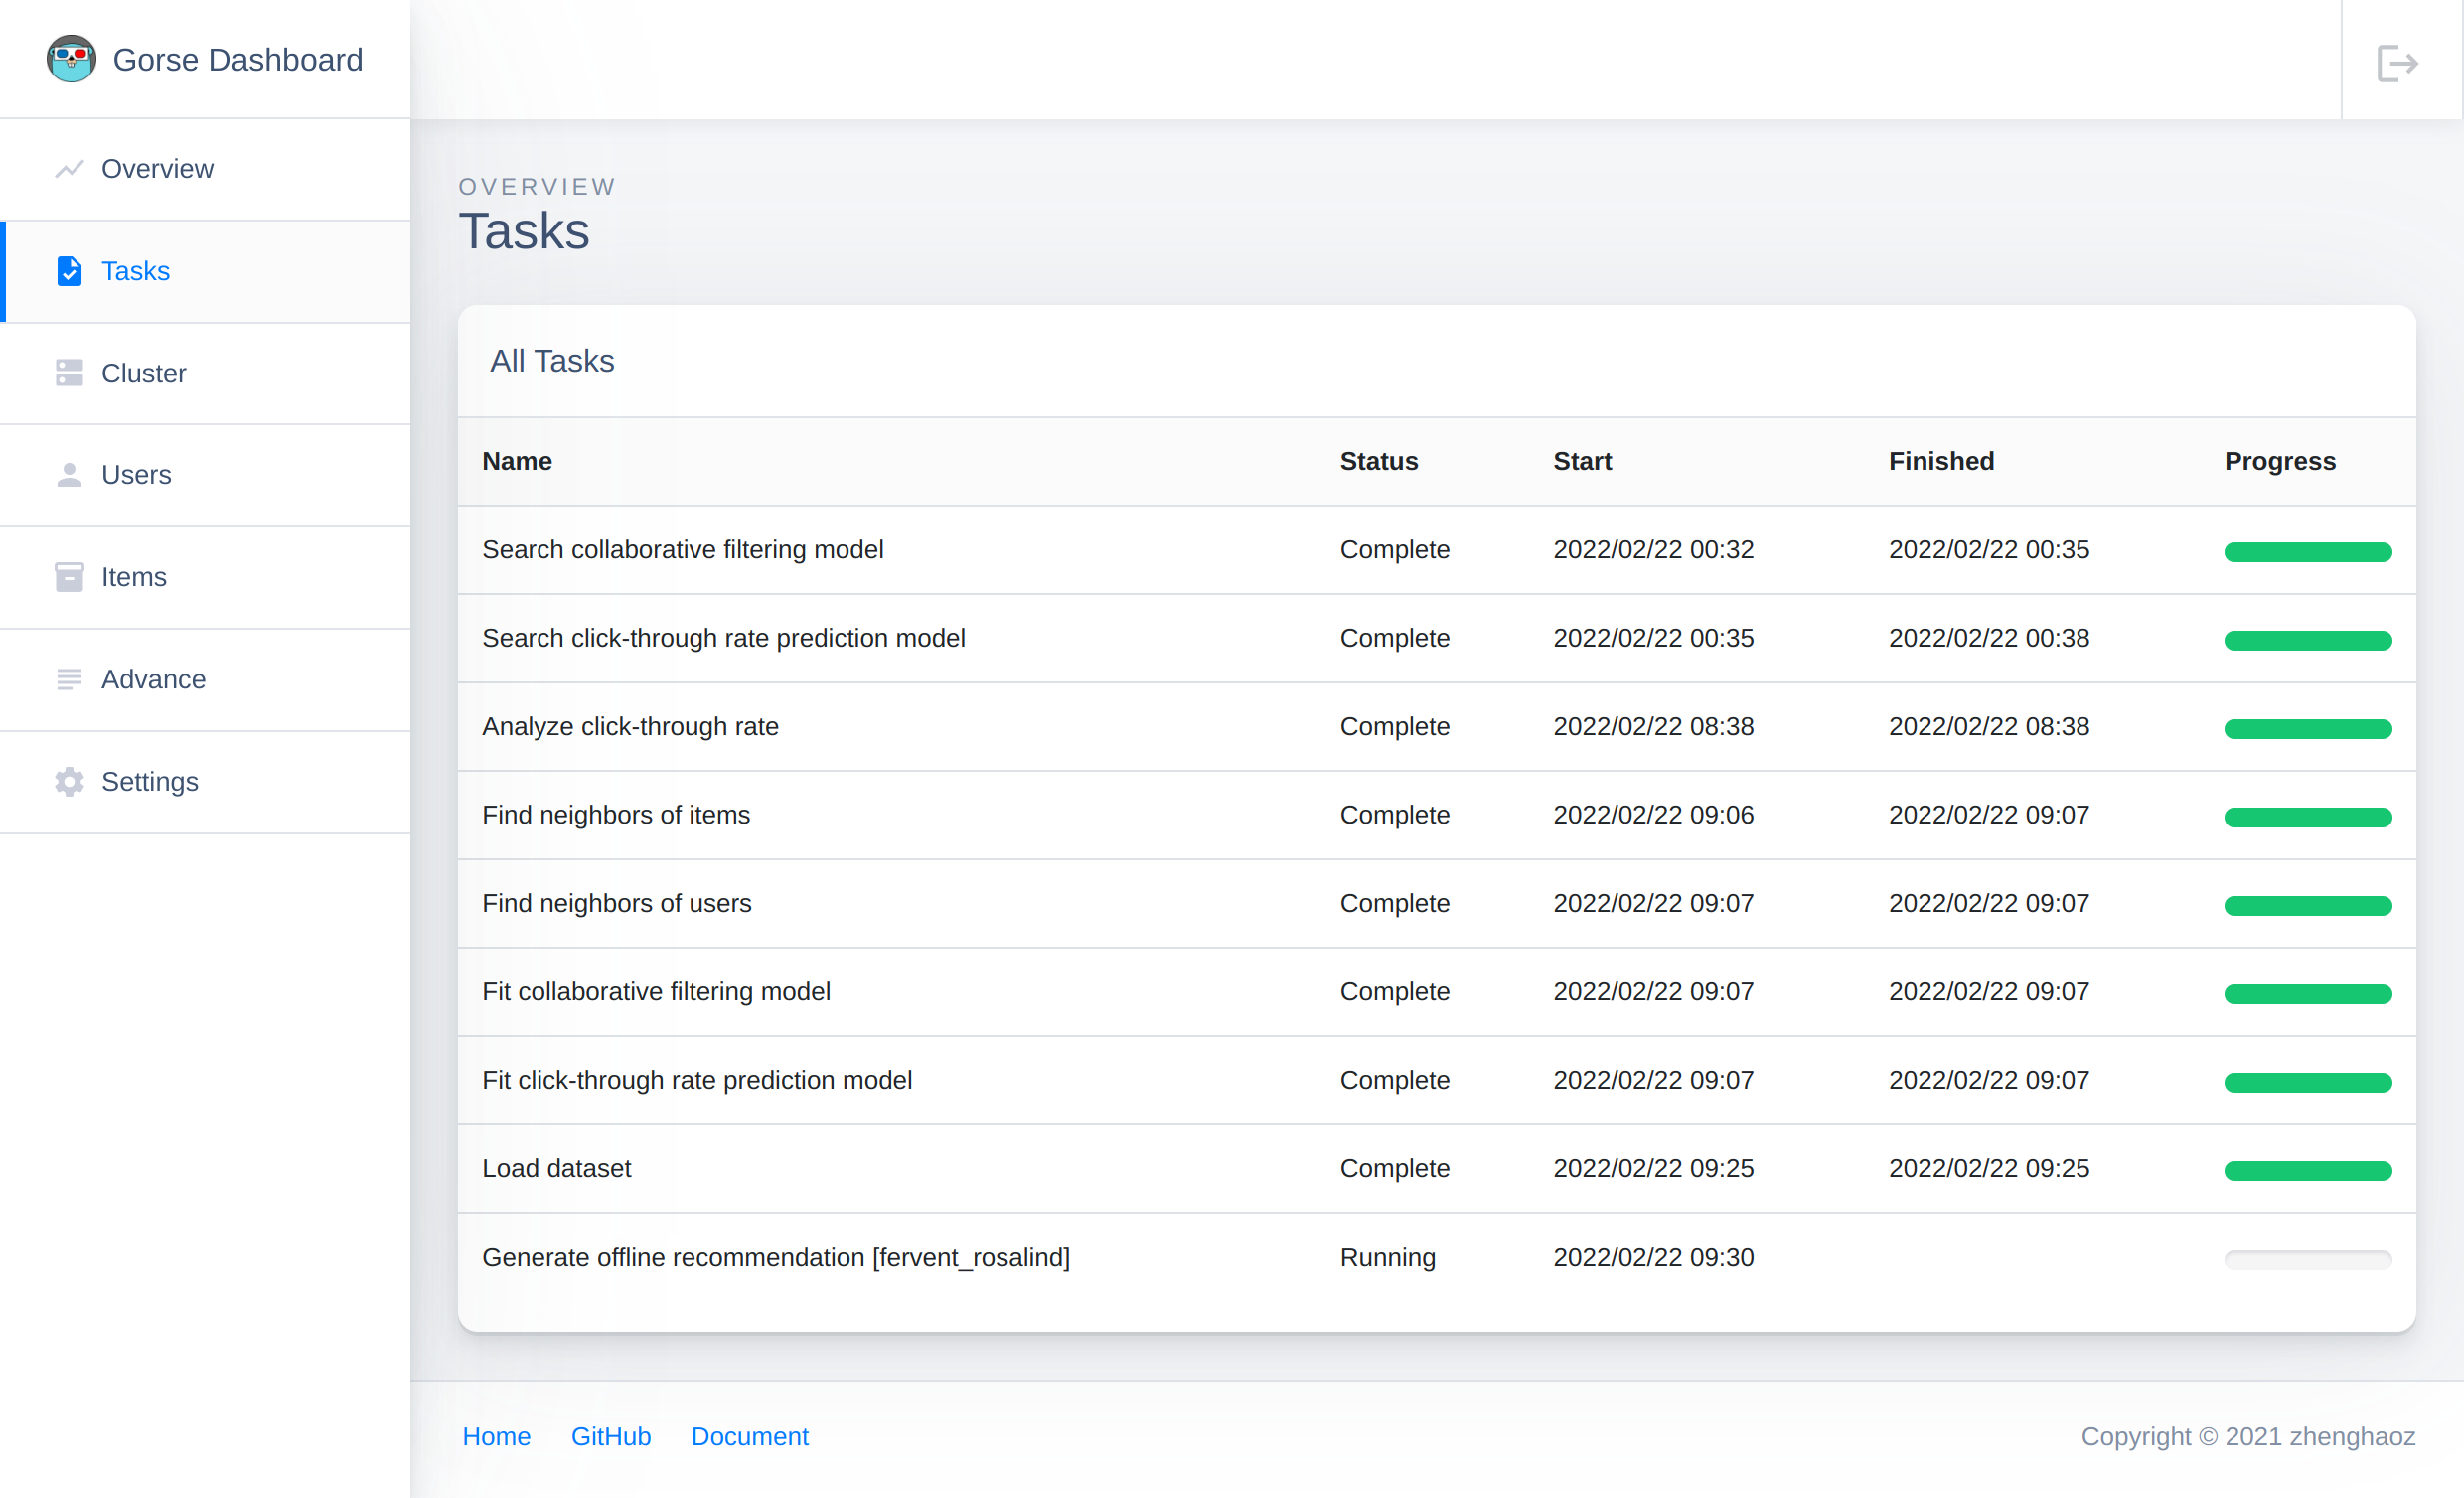 Gorse Dashboard
Overview
Tasks
Cluster
Users
Items
Advance
Settings
OVERVIEW
Tasks
All Tasks
Name Status Start Finished Progress
Search collaborative filtering model Complete 2022/02/22 00:32 2022/02/22 00:35
Search click-through rate prediction model Complete 2022/02/22 00:35 2022/02/22 00:38
Analyze click-through rate Complete 2022/02/22 08:38 2022/02/22 08:38
Find neighbors of items Complete 2022/02/22 09:06 2022/02/22 09:07
Find neighbors of users Complete 2022/02/22 09:07 2022/02/22 09:07
Fit collaborative filtering model Complete 2022/02/22 09:07 2022/02/22 09:07
Fit click-through rate prediction model Complete 2022/02/22 09:07 2022/02/22 09:07
Load dataset Complete 2022/02/22 09:25 2022/02/22 09:25
Generate offline recommendation [fervent_rosalind] Running 2022/02/22 09:30
Home GitHub Document Copyright © 2021 zhenghaoz